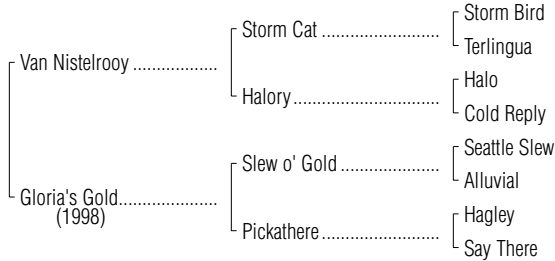 Storm Bird
Storm Cat ........................
Terlingua
Van Nistelrooy .................
Halo
Halory ..............................
Cold Reply
Seattle Slew
Slew o' Gold ....................
Alluvial
Gloria's Gold....................
(1998)
Hagley
Pickathere ........................
Say There